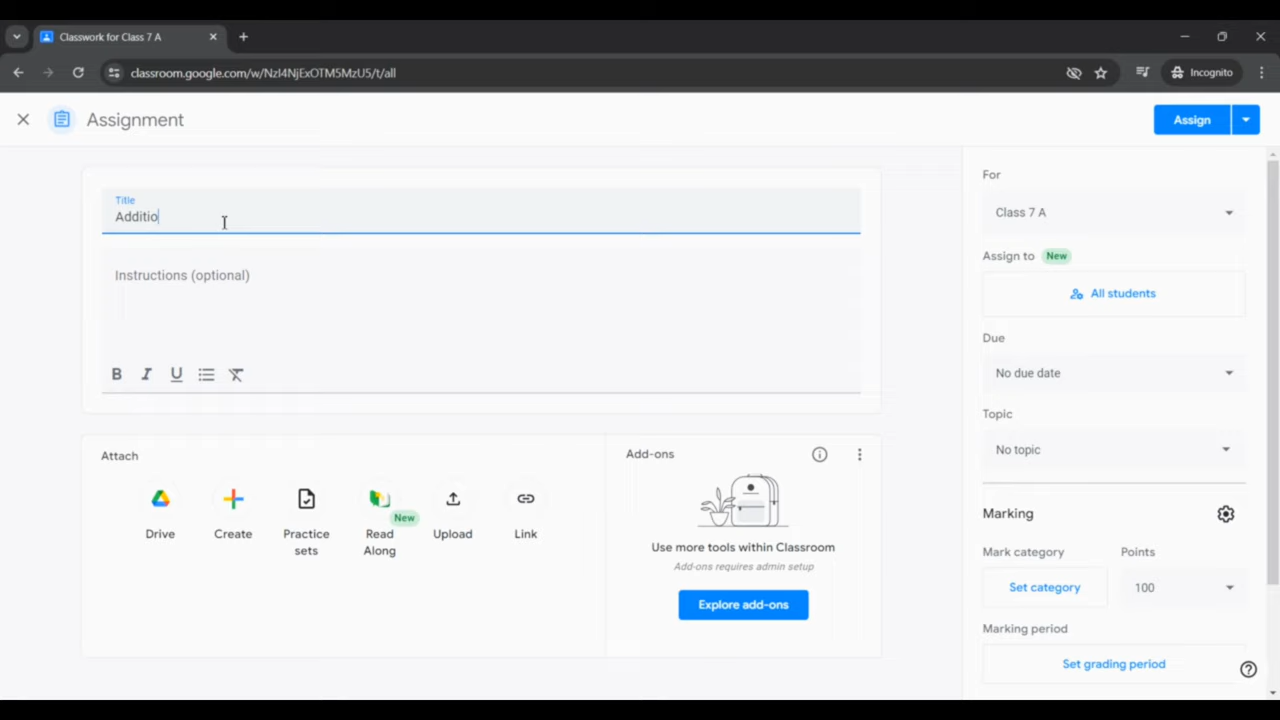 Classwork for Class 7 A
classroom.google.com/w/NzI4NjExOTM5MzU5/t/all
Incognito
Assignment
Assign
Title
Additio
Instructions (optional)
B I U
For
Class 7 A
Assign to New
All students
Due
No due date
Topic
No topic
Marking
Mark category Points
Set category 100
Marking period
Set grading period
Attach
Drive
Create
Practice
sets
New
Read
Along
Upload
Link
Add-ons
Use more tools within Classroom
Add-ons requires admin setup
Explore add-ons